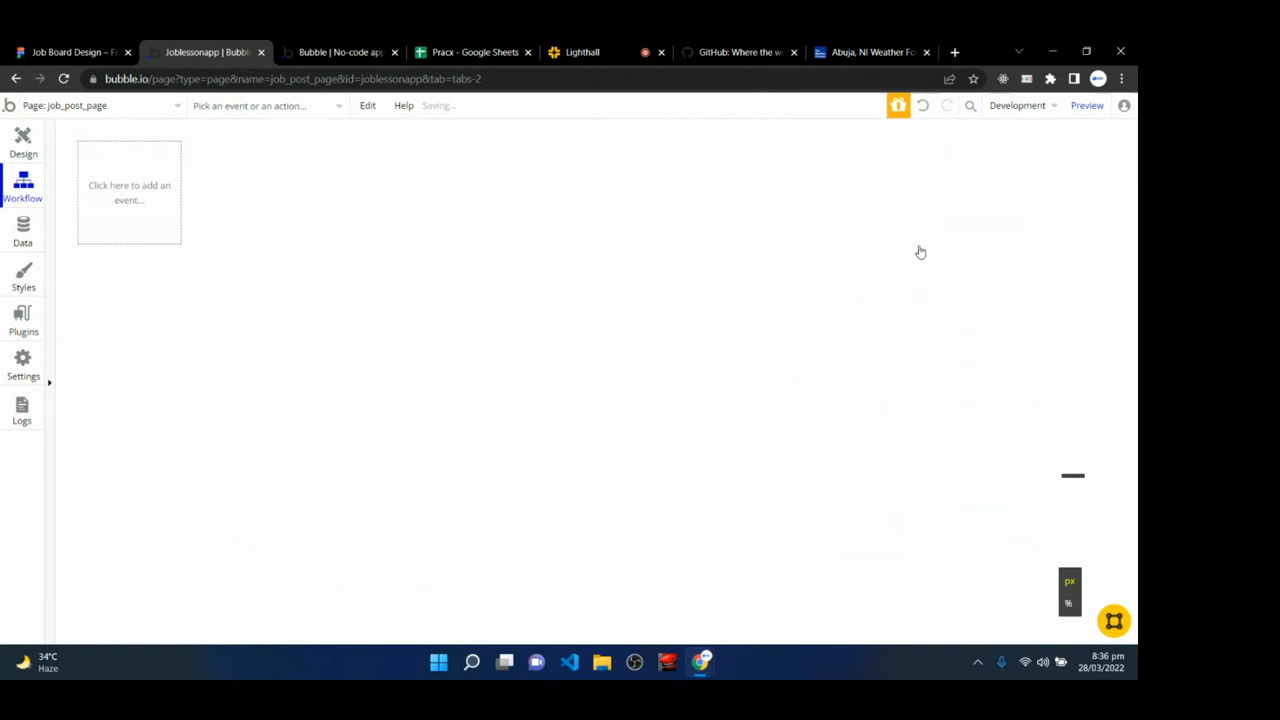 Job Board Design – F
Joblessonapp | Bubbl
Bubble | No-code app
Pracx - Google Sheets
Lighthall
GitHub: Where the w
Abuja, NI Weather Fo
bubble.io/page?type=page&name=job_post_page&id=joblessonapp&tab=tabs-2
Page: job_post_page
Pick an event or an action...
Edit
Help
Saving...
Development
Preview
Design
Workflow
Data
Styles
Plugins
Settings
Logs
Click here to add an
event...
px
%
34°C
Haze
8:36 pm
28/03/2022